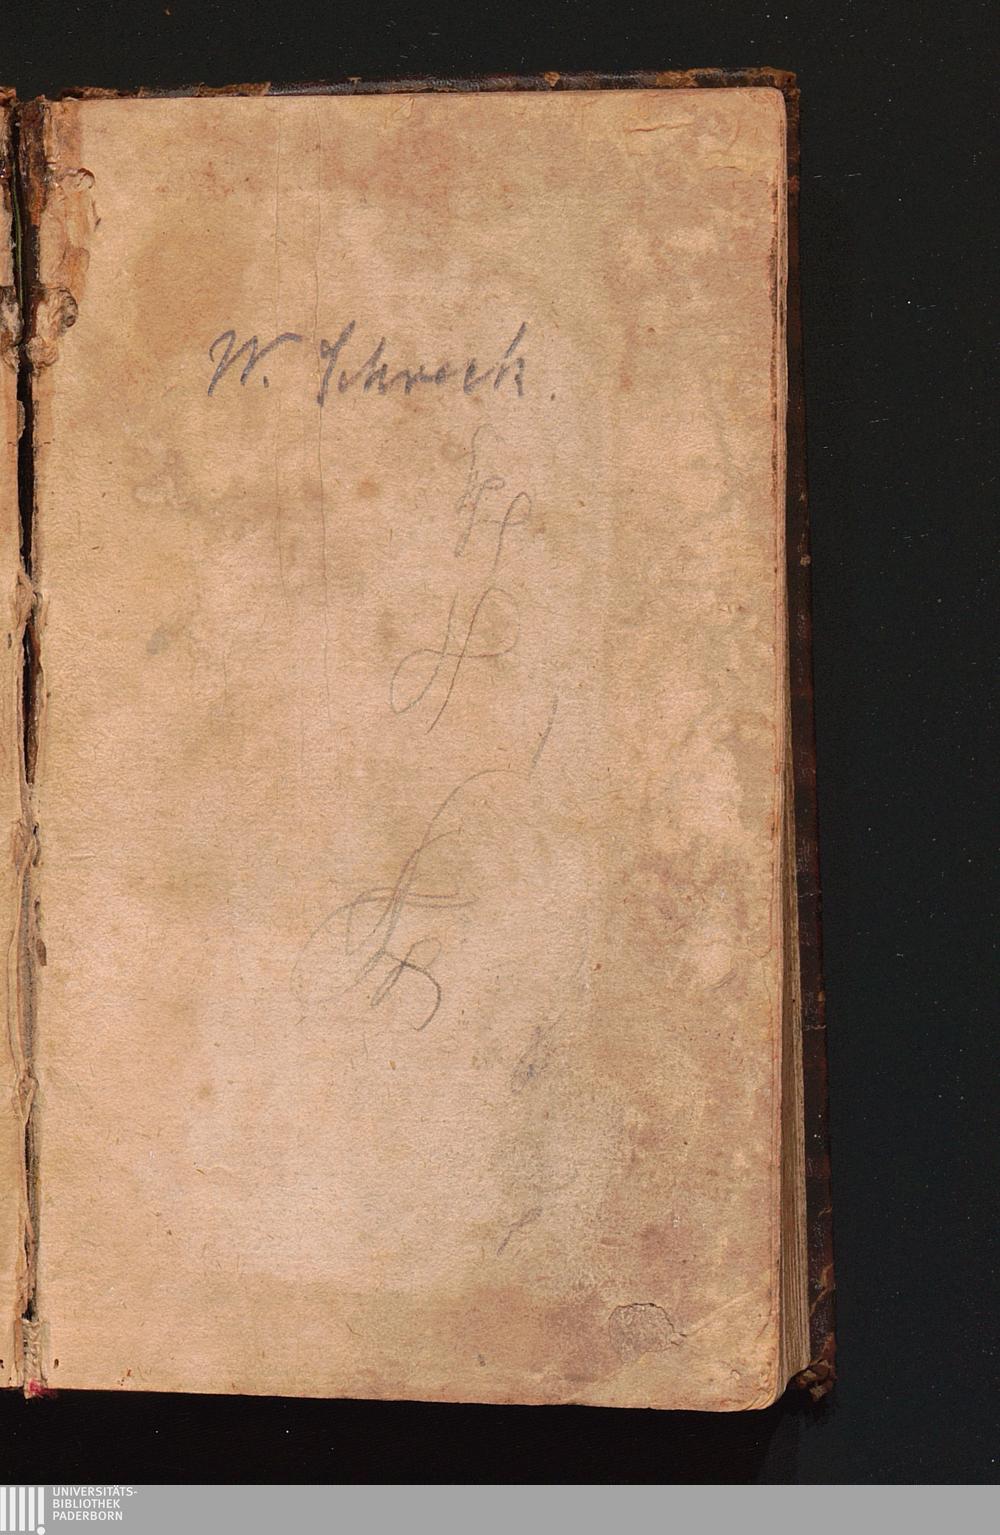 W. Schreck.
UNIVERSITÄTS-
BIBLIOTHEK
PADERBORN